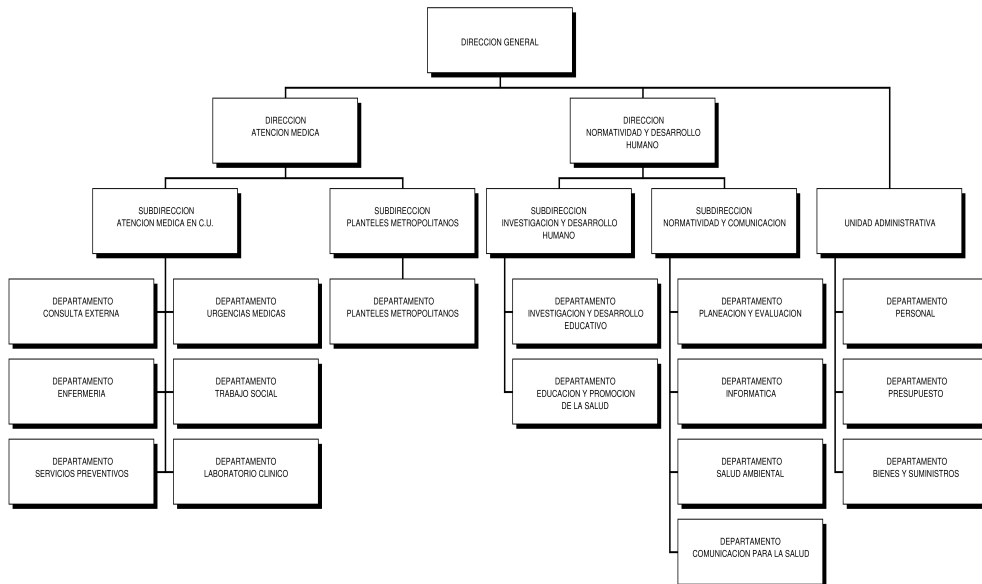 DIRECCION GENERAL
DIRECCION
ATENCION MEDICA
DIRECCION
NORMATIVIDAD Y DESARROLLO
HUMANO
SUBDIRECCION
ATENCION MEDICA EN C.U.
SUBDIRECCION
PLANTELES METROPOLITANOS
SUBDIRECCION
INVESTIGACION Y DESARROLLO
HUMANO
SUBDIRECCION
NORMATIVIDAD Y COMUNICACION
UNIDAD ADMINISTRATIVA
DEPARTAMENTO
CONSULTA EXTERNA
DEPARTAMENTO
URGENCIAS MEDICAS
DEPARTAMENTO
PLANTELES METROPOLITANOS
DEPARTAMENTO
INVESTIGACION Y DESARROLLO
EDUCATIVO
DEPARTAMENTO
PLANEACION Y EVALUACION
DEPARTAMENTO
PERSONAL
DEPARTAMENTO
ENFERMERIA
DEPARTAMENTO
TRABAJO SOCIAL
DEPARTAMENTO
EDUCACION Y PROMOCION
DE LA SALUD
DEPARTAMENTO
INFORMATICA
DEPARTAMENTO
PRESUPUESTO
DEPARTAMENTO
SERVICIOS PREVENTIVOS
DEPARTAMENTO
LABORATORIO CLINICO
DEPARTAMENTO
SALUD AMBIENTAL
DEPARTAMENTO
BIENES Y SUMINISTROS
DEPARTAMENTO
COMUNICACION PARA LA SALUD